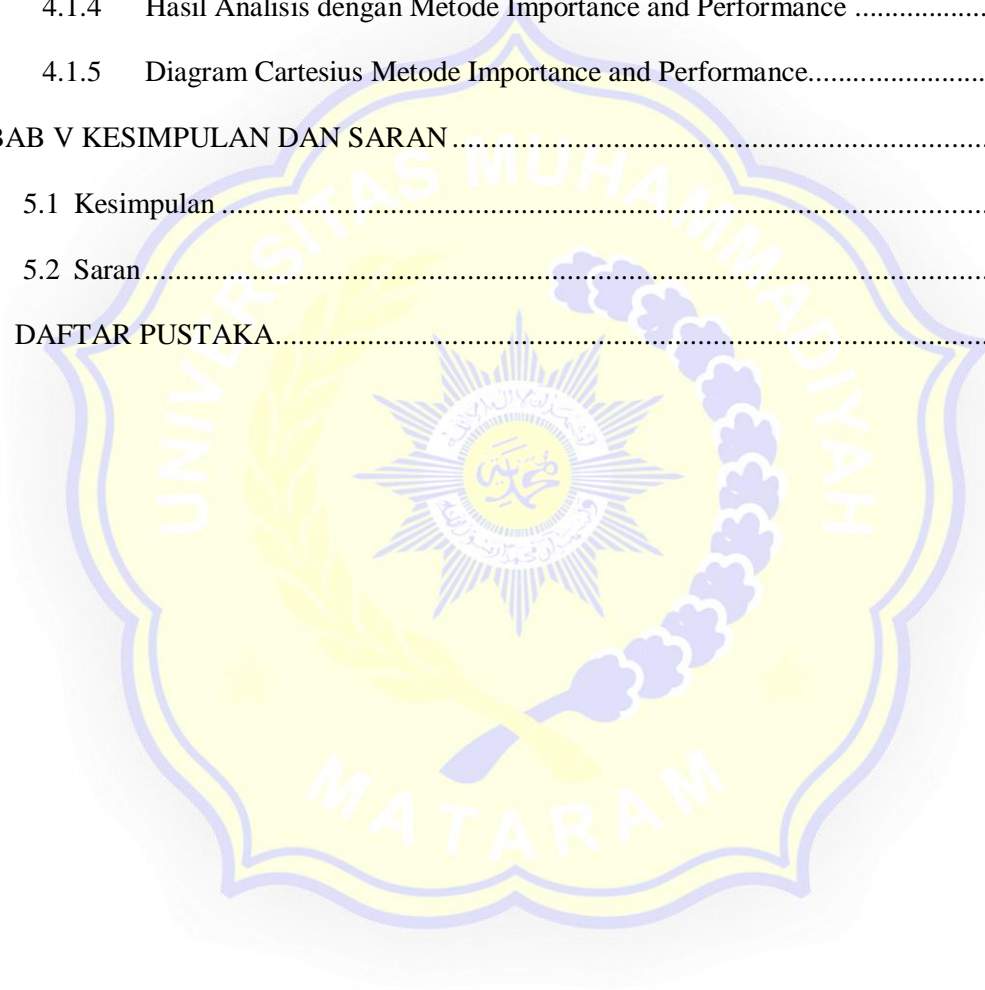 4.1.4 Hasil Analisis dengan Metode Importance and Performance ..................
4.1.5 Diagram Cartesius Metode Importance and Performance........................
BAB V KESIMPULAN DAN SARAN ........................................................................
5.1 Kesimpulan ....................................................................................................
5.2 Saran ..............................................................................................................
DAFTAR PUSTAKA................................................................................................
UNIVERSITAS MUHAMMADIYAH
محمدية
MATARAM